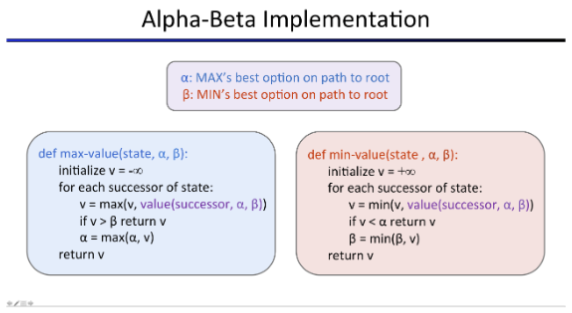 Alpha-Beta Implementation
α: MAX's best option on path to root
β: MIN's best option on path to root
def max-value(state, α, β):
initialize v = -∞
for each successor of state:
v = max(v, value(successor, α, β))
if v > β return v
α = max(α, v)
return v
def min-value(state , α, β):
initialize v = +∞
for each successor of state:
v = min(v, value(successor, α, β))
if v < α return v
β = min(β, v)
return v